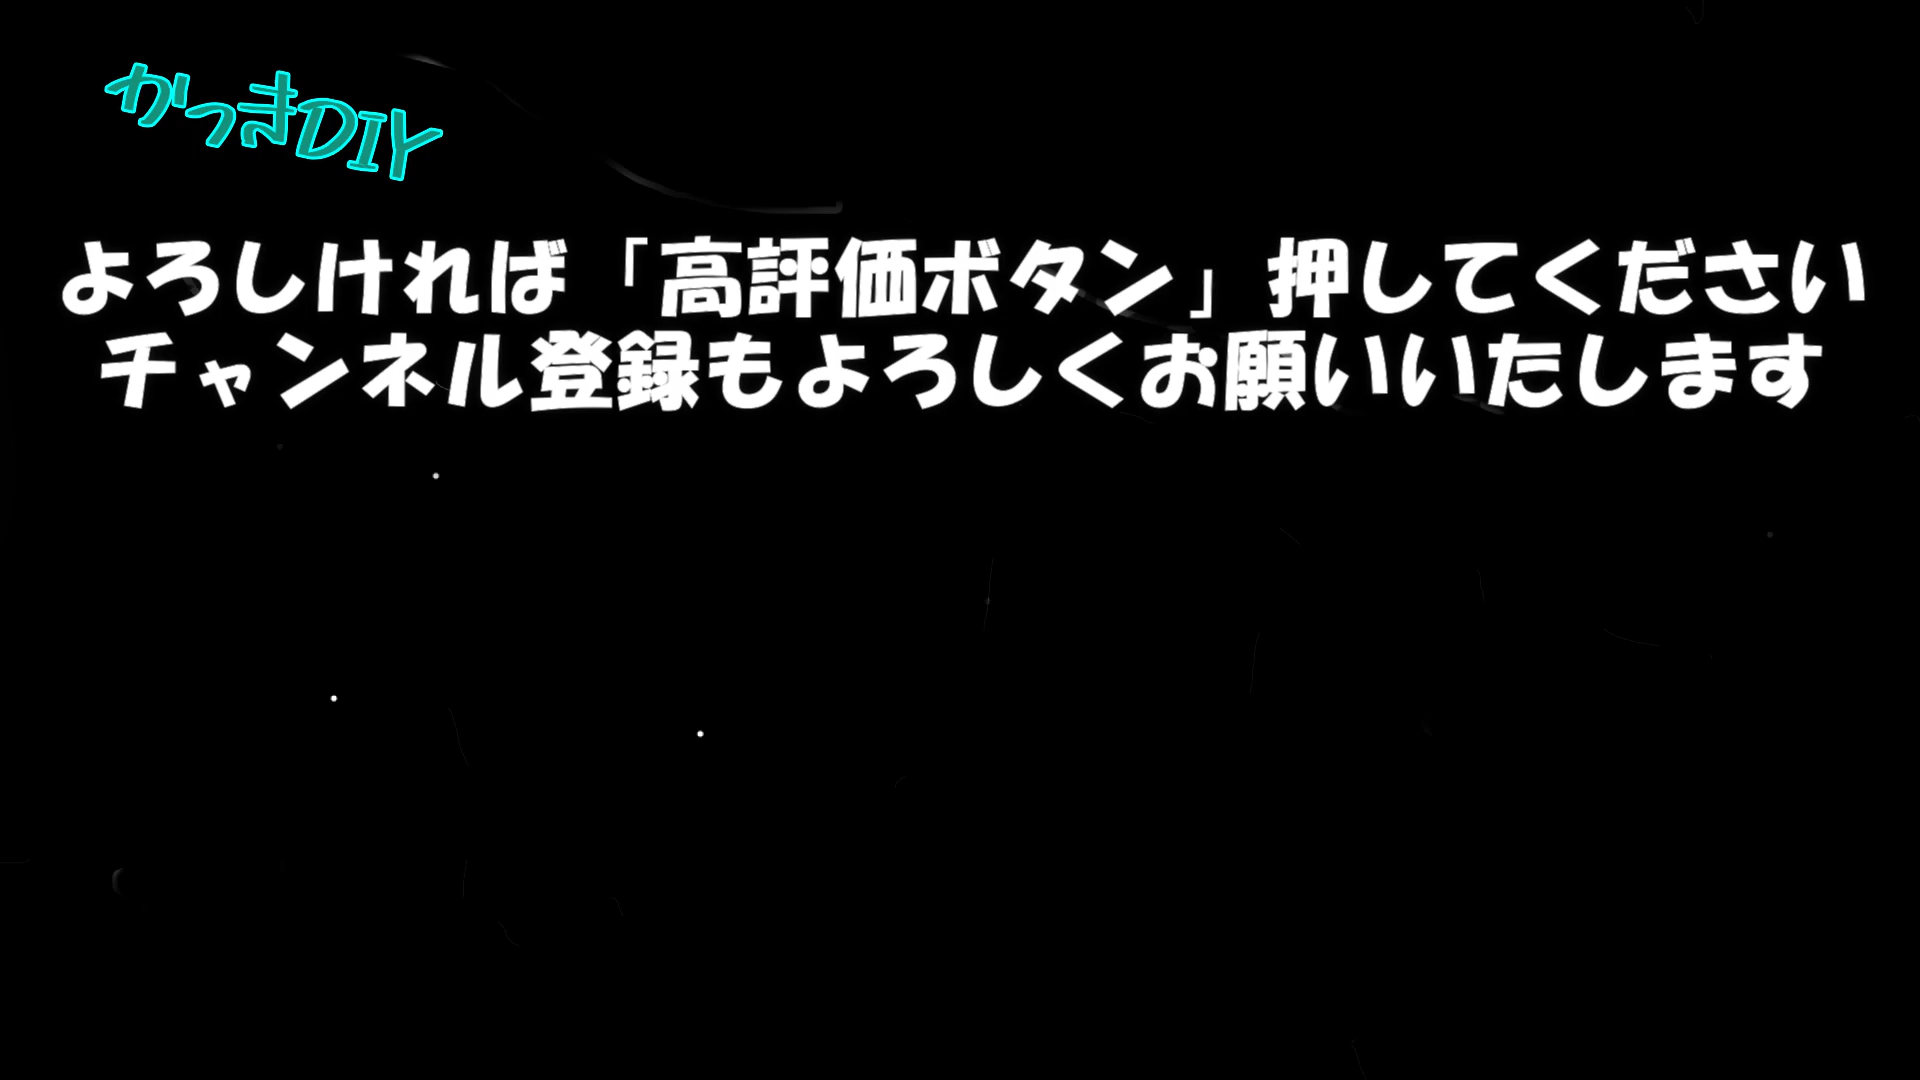 かつきDIY
よろしければ「高評価ボタン」押してください
チャンネル登録もよろしくお願いいたします